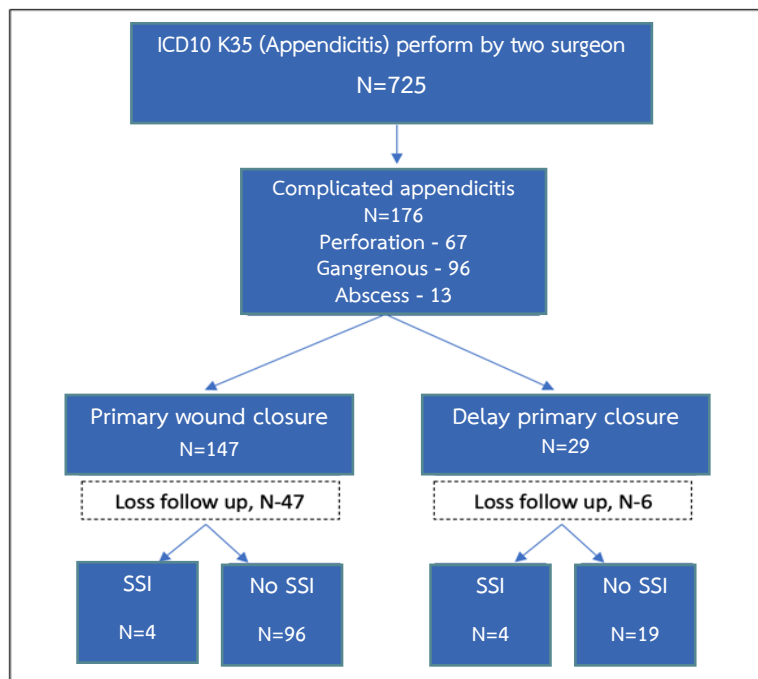 ICD10 K35 (Appendicitis) perform by two surgeon
N=725
Complicated appendicitis
N=176
Perforation - 67
Gangrenous - 96
Abscess - 13
Primary wound closure
N=147
Delay primary closure
N=29
Loss follow up, N-47
Loss follow up, N-6
SSI
N=4
No SSI
N=96
SSI
N=4
No SSI
N=19